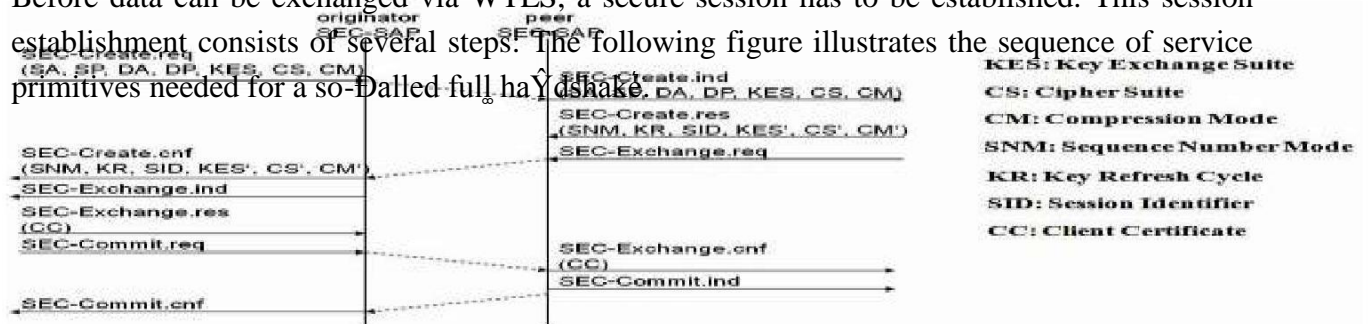 Before data can be exchanged via WTLS, a secure session has to be established. This session
originator peer
SEC-SAP SEC-SAP
establishment consists of several steps. The following figure illustrates the sequence of service
SEC-Create.req
(SA, SP, DA, DP, KES, CS, CM)
primitives needed for a so-Ðalled full haŸdshake.
∞
SEC-Create.ind
DA, DP, KES, CS, CM)
SEC-Create.res
(SNM, KR, SID, KES', CS', CM')
SEC-Exchange.req
SEC-Create.cnf
(SNM, KR, SID, KES', CS', CM')
SEC-Exchange.ind
SEC-Exchange.res
(CC)
SEC-Commit.req
SEC-Exchange.cnf
(CC)
SEC-Commit.ind
SEC-Commit.cnf
KES: Key Exchange Suite
CS: Cipher Suite
CM: Compression Mode
SNM: Sequence Number Mode
KR: Key Refresh Cycle
SID: Session Identifier
CC: Client Certificate